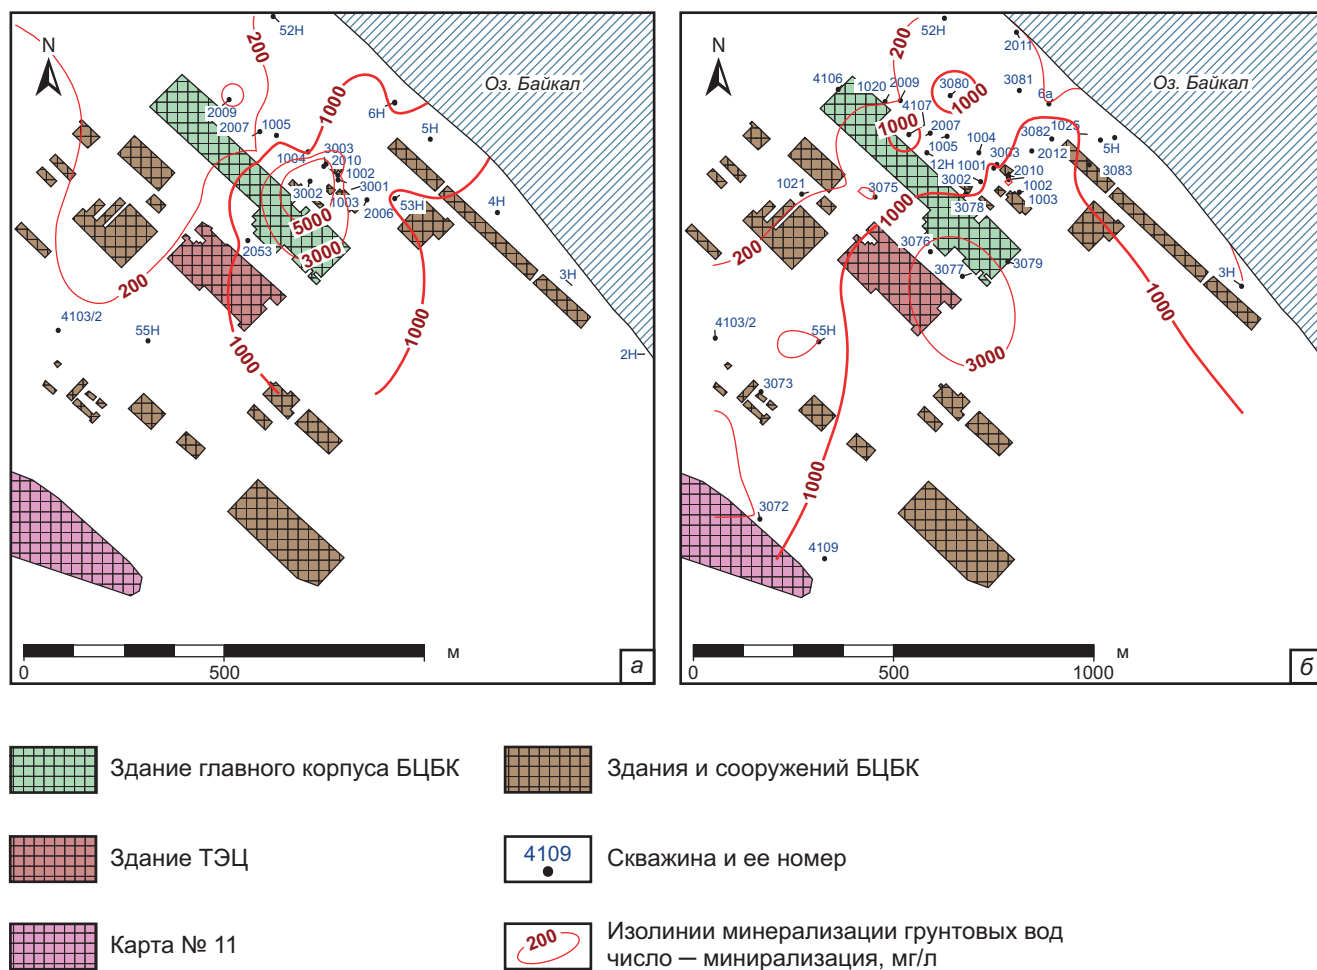 N
52Н
200
Оз. Байкал
2009
1000
6Н
2007
1005
5Н
1004
3003
2010
1002
3002
3001
1003
2006
53Н
4Н
5000
3000
2053
3Н
200
4103/2
55Н
1000
1000
2Н
0
500
м
а
N
52Н
200
2011
Оз. Байкал
4106
1020
2009
3080
3081
6а
4107
1000
1000
2007
1005
1004
3082
1025
5Н
12Н
1001
3003
2012
3083
3002
2010
1002
1003
1021
3075
3078
1000
200
3076
3077
3079
3Н
1000
4103/2
55Н
3000
3073
1000
3072
4109
0
500
1000
м
б
Здание главного корпуса БЦБК
Здания и сооружений БЦБК
Здание ТЭЦ
4109
Скважина и ее номер
Карта № 11
200
Изолинии минерализации грунтовых вод
число — минирализация, мг/л